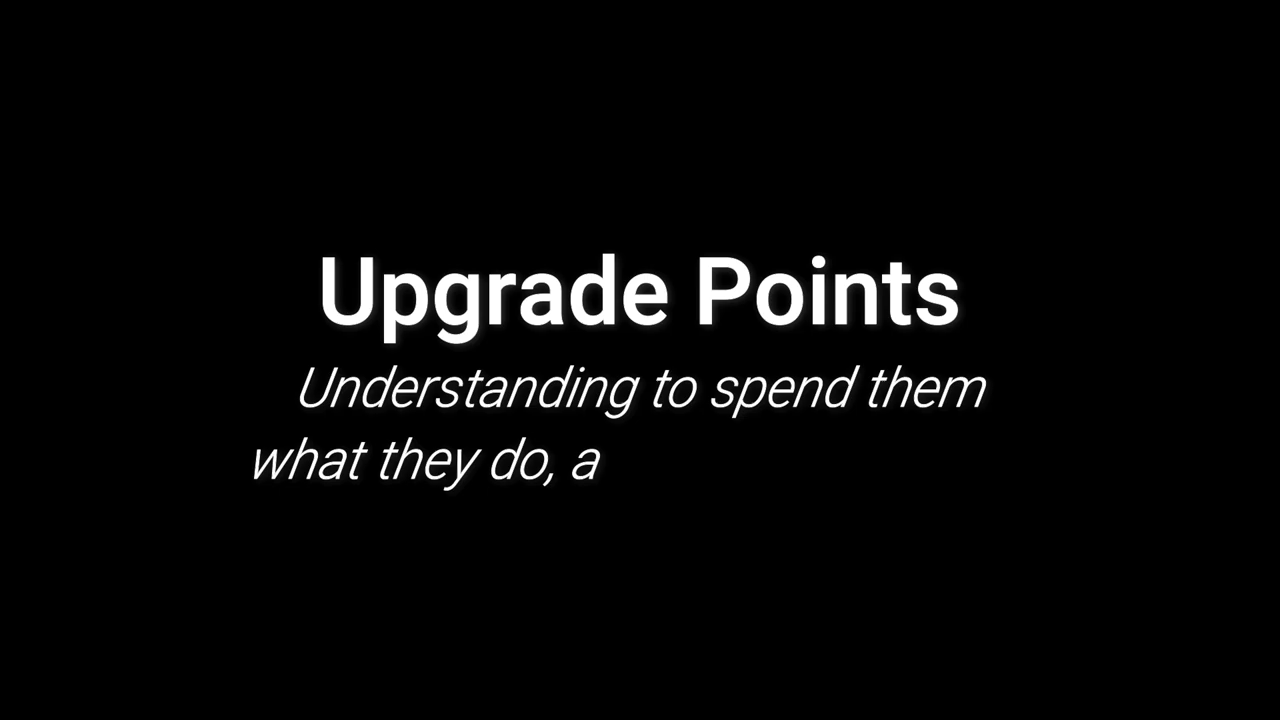 Upgrade Points
Understanding to spend them
what they do, a